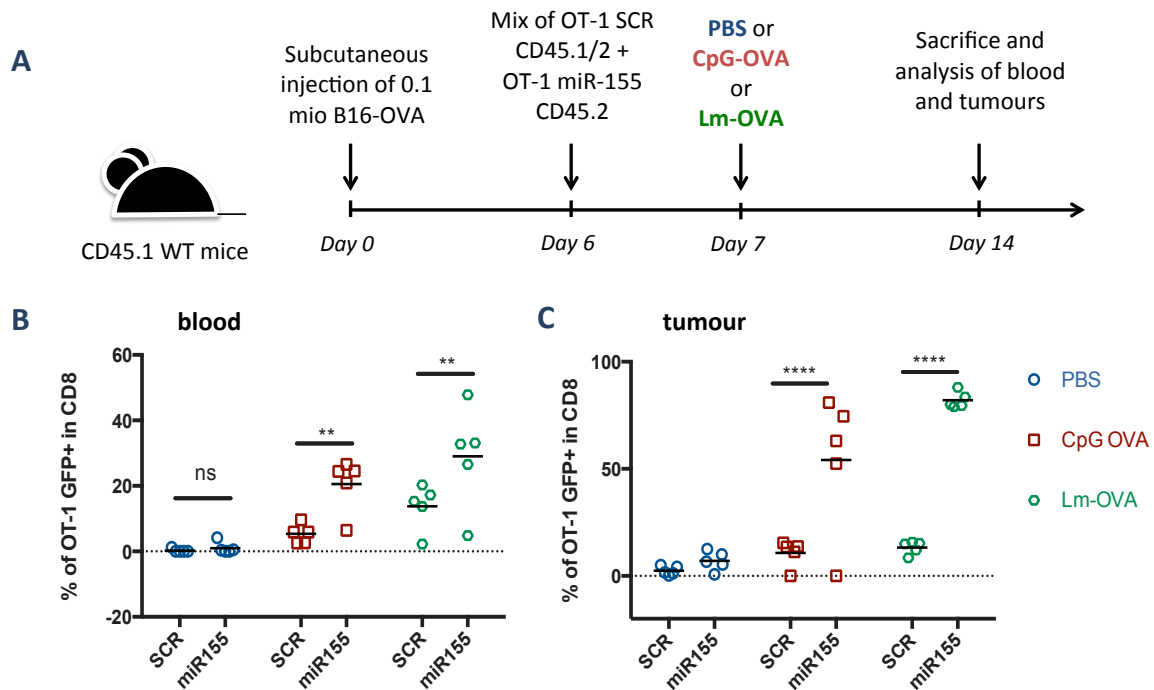 A
Subcutaneous
injection of 0.1
mio B16-OVA
Mix of OT-1 SCR
CD45.1/2 +
OT-1 miR-155
CD45.2
PBS or
CpG-OVA
or
Lm-OVA
Sacrifice and
analysis of blood
and tumours
CD45.1 WT mice
Day 0
Day 6
Day 7
Day 14
B
blood
% of OT-1 GFP+ in CD8
60
40
20
0
-20
ns
**
**
SCR
miR155
SCR
miR155
SCR
miR155
C
tumour
% of OT-1 GFP+ in CD8
100
50
0
****
****
SCR
miR155
SCR
miR155
SCR
miR155
PBS
CpG OVA
Lm-OVA